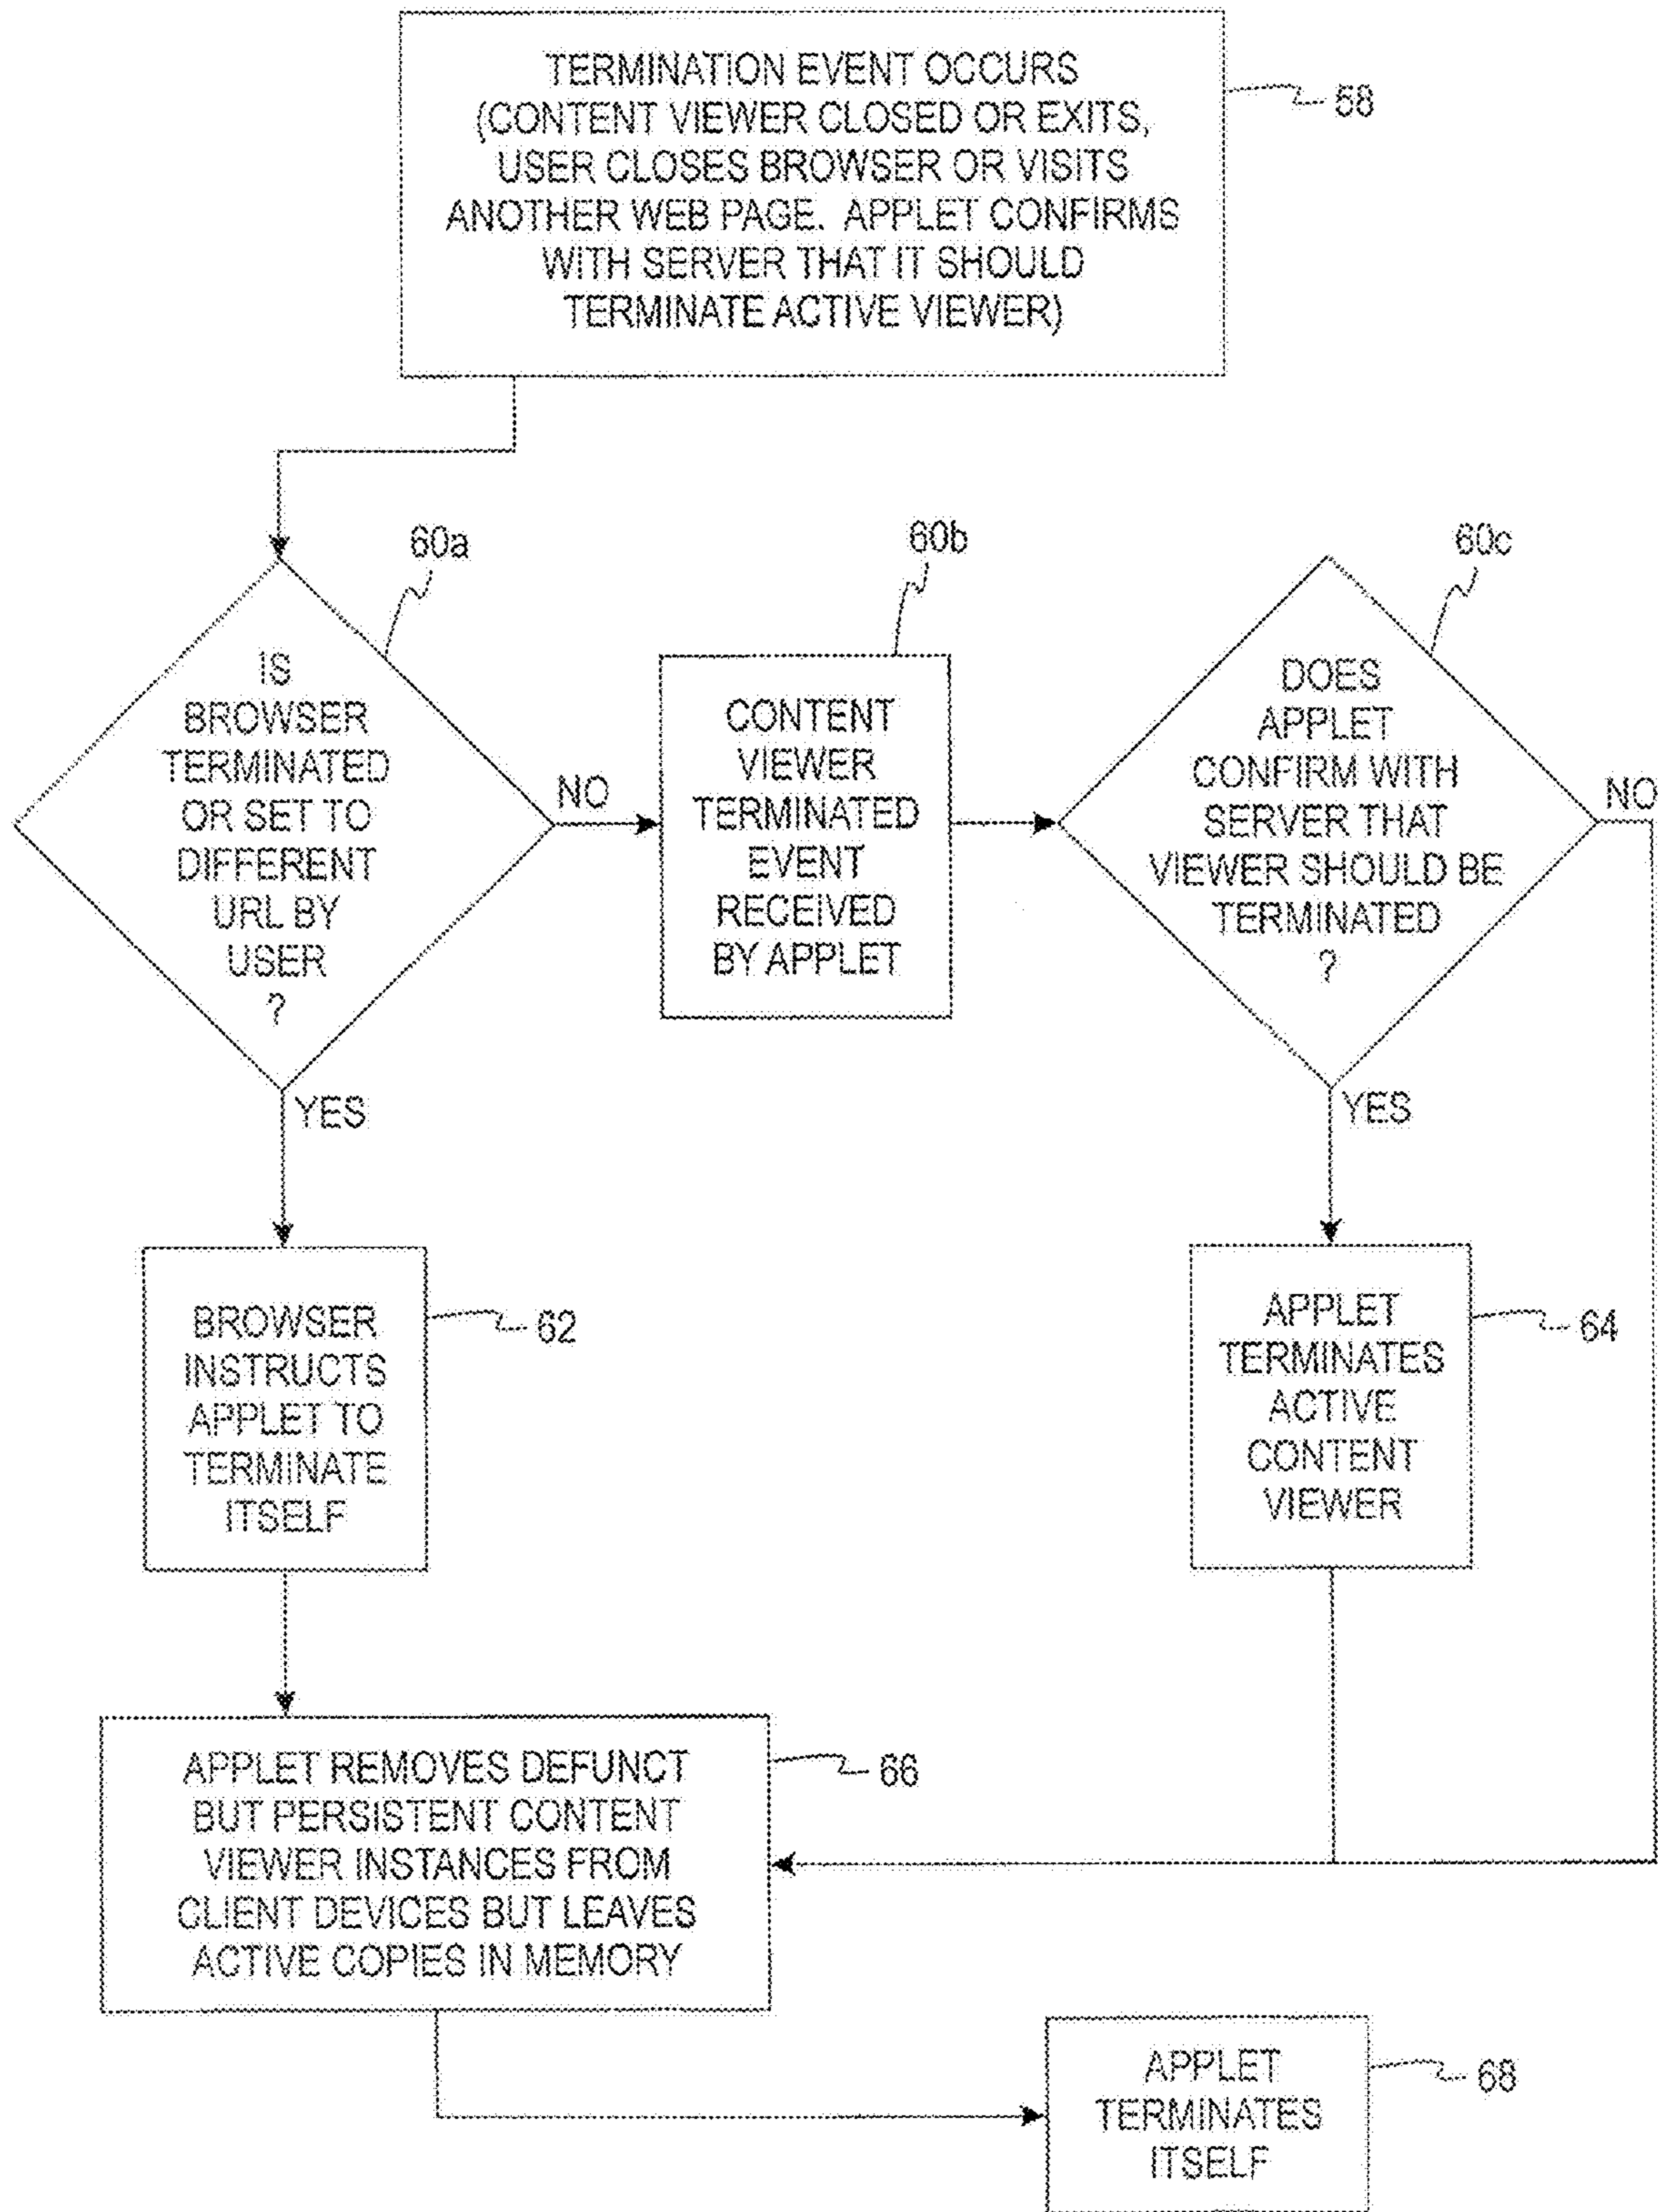 TERMINATION EVENT OCCURS
(CONTENT VIEWER CLOSED OR EXITS,
USER CLOSES BROWSER OR VISITS
ANOTHER WEB PAGE. APPLET CONFIRMS
WITH SERVER THAT IT SHOULD
TERMINATE ACTIVE VIEWER)
58
60a
IS
BROWSER
TERMINATED
OR SET TO
DIFFERENT
URL BY
USER
?
NO
YES
60b
CONTENT
VIEWER
TERMINATED
EVENT
RECEIVED
BY APPLET
60c
DOES
APPLET
CONFIRM WITH
SERVER THAT
VIEWER SHOULD BE
TERMINATED
?
NO
YES
BROWSER
INSTRUCTS
APPLET TO
TERMINATE
ITSELF
62
APPLET
TERMINATES
ACTIVE
CONTENT
VIEWER
64
APPLET REMOVES DEFUNCT
BUT PERSISTENT CONTENT
VIEWER INSTANCES FROM
CLIENT DEVICES BUT LEAVES
ACTIVE COPIES IN MEMORY
66
APPLET
TERMINATES
ITSELF
68